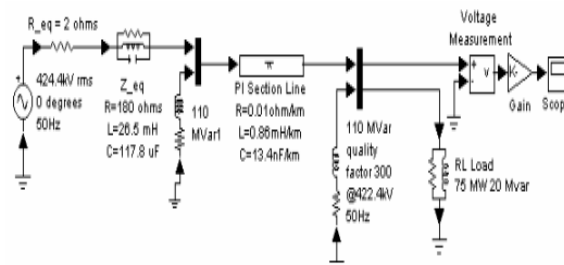 R_eq = 2 ohms
424.4kV rms
0 degrees
50Hz
Z_eq
R=180 ohms
L=26.5 mH
C=117.8 uF
110
MVar1
PI Section Line
R=0.01ohm/km
L=0.86mH/km
C=13.4nF/km
110 MVar
quality
factor 300
@422.4kV
50Hz
Voltage
Measurement
+
-
v
K-
Gain
Scop
RL Load
75 MW 20 Mvar